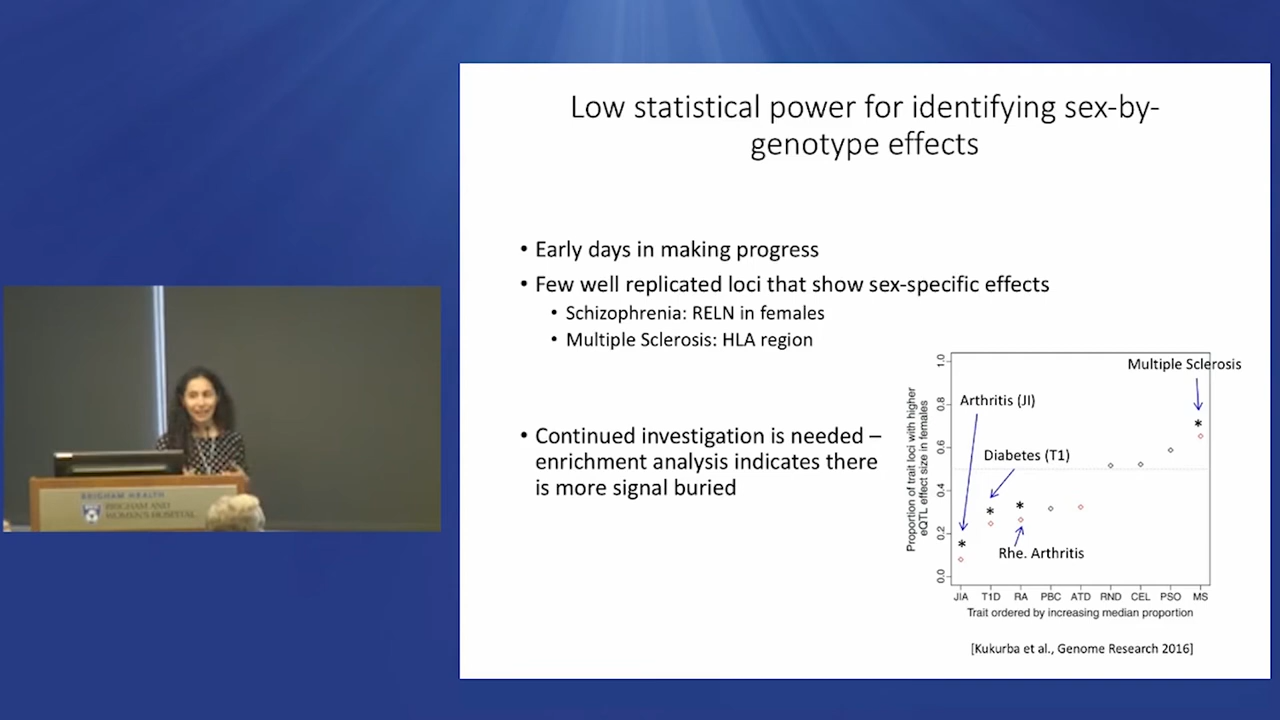 Low statistical power for identifying sex-by-
genotype effects
• Early days in making progress
• Few well replicated loci that show sex-specific effects
• Schizophrenia: RELN in females
• Multiple Sclerosis: HLA region
• Continued investigation is needed –
enrichment analysis indicates there
is more signal buried
Multiple Sclerosis
Arthritis (JI)
Diabetes (T1)
Rhe. Arthritis
Proportion of trait loci with higher
eQTL effect size in females
1.0
0.8
0.6
0.4
0.2
0.0
* * * *
JIA T1D RA PBC ATD RND CEL PSO MS
Trait ordered by increasing median proportion
[Kukurba et al., Genome Research 2016]
BRIGHAM HEALTH
BRIGHAM AND
WOMEN'S HOSPITAL